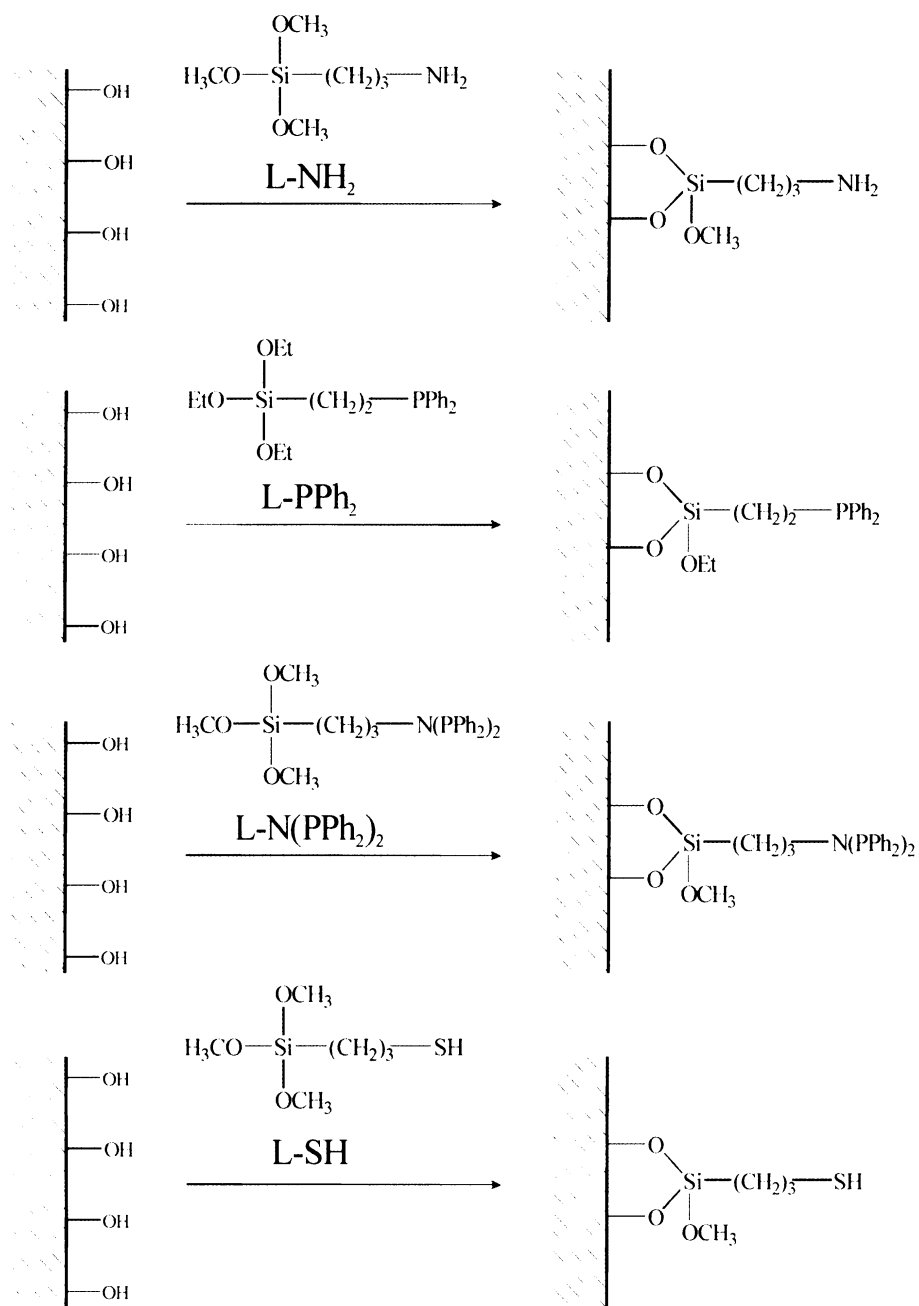 OCH₃
H₃CO—Si—(CH₂)₃—NH₂
OCH₃
L-NH₂
OH
OH
OH
OH
O
Si—(CH₂)₃—NH₂
O
OCH₃
OEt
EtO—Si—(CH₂)₂—PPh₂
OEt
L-PPh₂
OH
OH
OH
OH
O
Si—(CH₂)₂—PPh₂
O
OEt
OCH₃
H₃CO—Si—(CH₂)₃—N(PPh₂)₂
OCH₃
L-N(PPh₂)₂
OH
OH
OH
OH
O
Si—(CH₂)₃—N(PPh₂)₂
O
OCH₃
OCH₃
H₃CO—Si—(CH₂)₃—SH
OCH₃
L-SH
OH
OH
OH
OH
O
Si—(CH₂)₃—SH
O
OCH₃